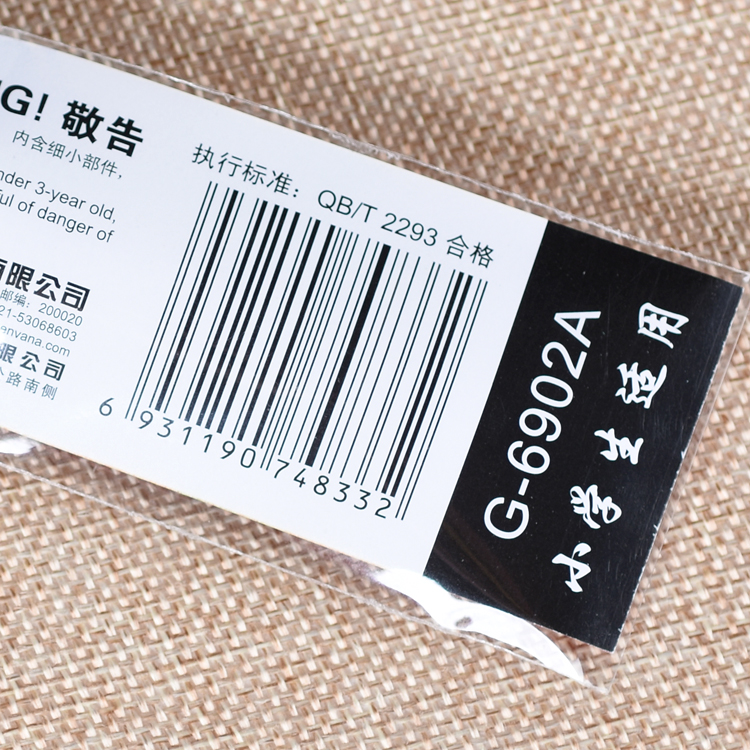 G! 敬告
内含细小部件,
nder 3-year old,
ful of danger of
有限公司
邮编: 200020
21-53068603
envana.com
限公司
公路南侧
执行标准: QB/T 2293 合格
6 931190 748332
G-6902A
小学生适用